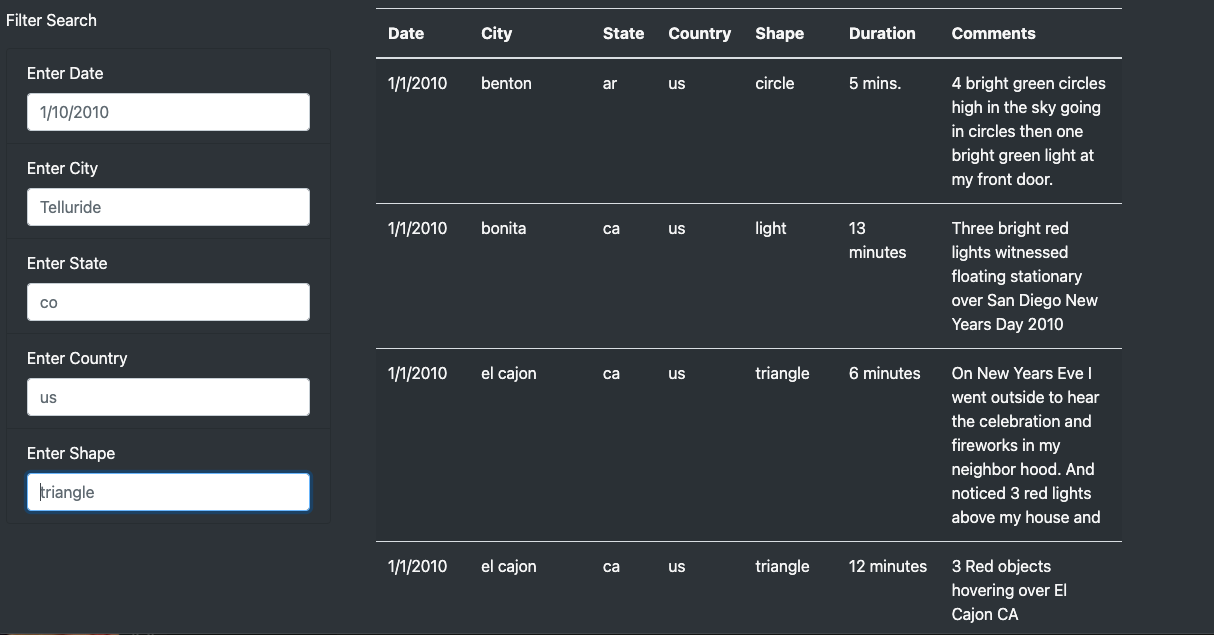 Filter Search
Enter Date
1/10/2010
Enter City
Telluride
Enter State
co
Enter Country
us
Enter Shape
triangle
Date City State Country Shape Duration Comments
1/1/2010 benton ar us circle 5 mins. 4 bright green circles
high in the sky going
in circles then one
bright green light at
my front door.
1/1/2010 bonita ca us light 13 Three bright red
minutes lights witnessed
floating stationary
over San Diego New
Years Day 2010
1/1/2010 el cajon ca us triangle 6 minutes On New Years Eve I
went outside to hear
the celebration and
fireworks in my
neighbor hood. And
noticed 3 red lights
above my house and
1/1/2010 el cajon ca us triangle 12 minutes 3 Red objects
hovering over El
Cajon CA